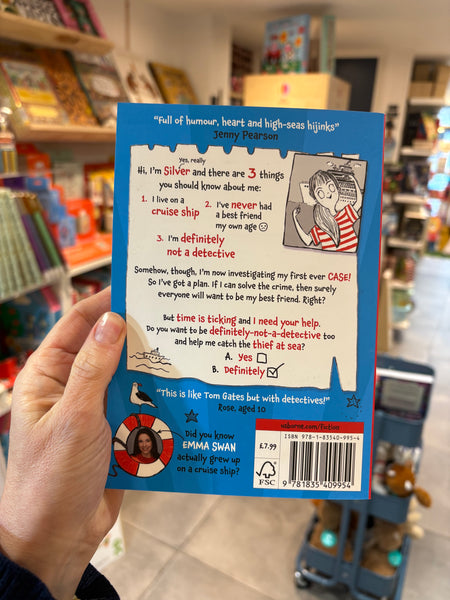 "Full of humour, heart and high-seas hijinks"
Jenny Pearson
yes, really
Hi, I'm Silver and there are 3 things
you should know about me:
1. I live on a
cruise ship
2. I've never had
a best friend
my own age
3. I'm definitely
not a detective
Somehow, though, I'm now investigating my first ever CASE!
So I've got a plan. If I can solve the crime, then surely
everyone will want to be my best friend. Right?
But time is ticking and I need your help.
Do you want to be definitely-not-a-detective too
and help me catch the thief at sea?
A. Yes
B. Definitely
"This is like Tom Gates but with detectives!"
Rose, aged 10
Did you know
EMMA SWAN
actually grew up
on a cruise ship?
usborne.com/fiction
£7.99
ISBN 978-1-83540-995-4
FSC
9 781835 409954